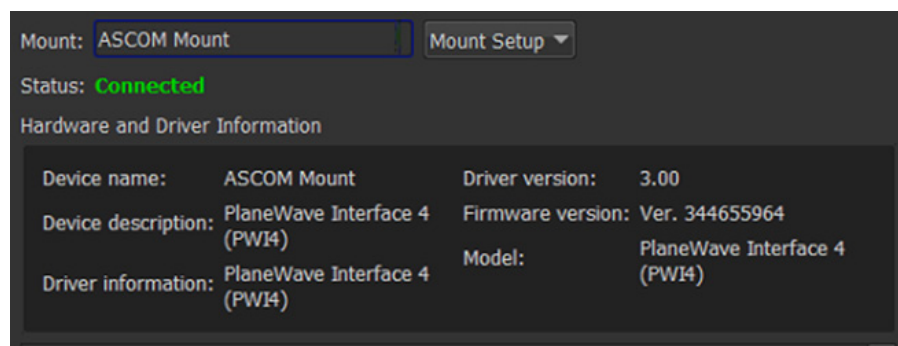 Mount: ASCOM Mount Mount Setup
Status: Connected
Hardware and Driver Information
Device name: ASCOM Mount
Device description: PlaneWave Interface 4
(PWI4)
Driver information: PlaneWave Interface 4
(PWI4)
Driver version: 3.00
Firmware version: Ver. 344655964
Model: PlaneWave Interface 4
(PWI4)